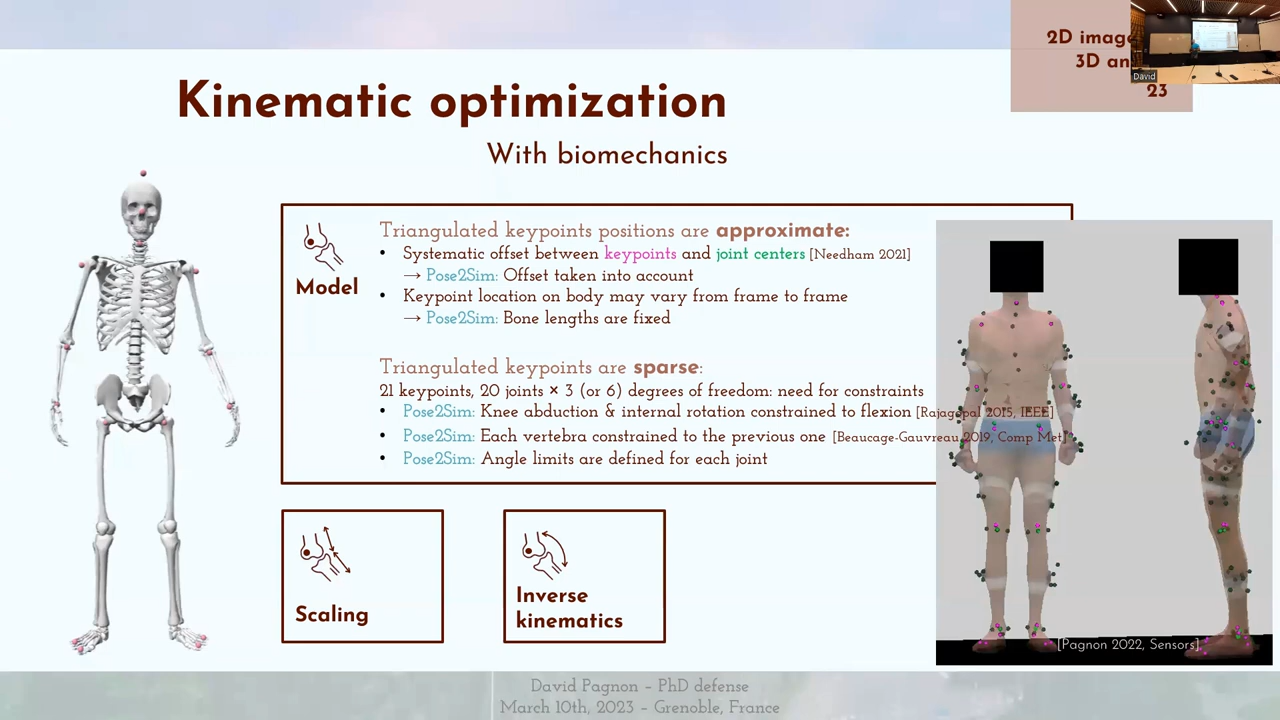 2D image
3D an
David
23
Kinematic optimization
With biomechanics
Model
Triangulated keypoints positions are approximate:
• Systematic offset between keypoints and joint centers [Needham 2021]
→ Pose2Sim: Offset taken into account
• Keypoint location on body may vary from frame to frame
→ Pose2Sim: Bone lengths are fixed
Triangulated keypoints are sparse:
21 keypoints, 20 joints × 3 (or 6) degrees of freedom: need for constraints
• Pose2Sim: Knee abduction & internal rotation constrained to flexion [Rajagopal 2015, IEEE]
• Pose2Sim: Each vertebra constrained to the previous one [Beaucage-Gauvreau 2019, Comp Met]
• Pose2Sim: Angle limits are defined for each joint
Scaling
Inverse
kinematics
[Pagnon 2022, Sensors]
David Pagnon – PhD defense
March 10th, 2023 – Grenoble, France